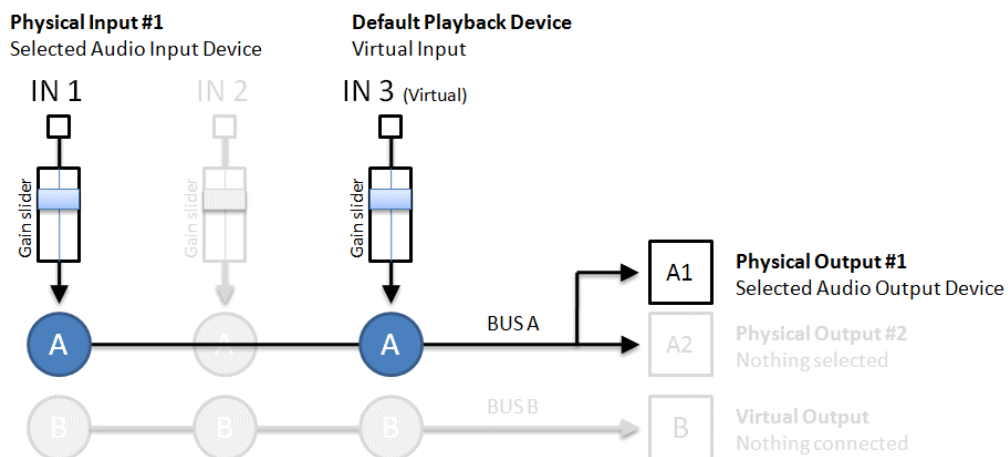 Physical Input #1
Selected Audio Input Device
Default Playback Device
Virtual Input
IN 1
IN 2
IN 3 (Virtual)
Gain slider
Gain slider
Gain slider
A1
Physical Output #1
Selected Audio Output Device
A
A
A
BUS A
A2
Physical Output #2
Nothing selected
B
B
B
BUS B
B
Virtual Output
Nothing connected